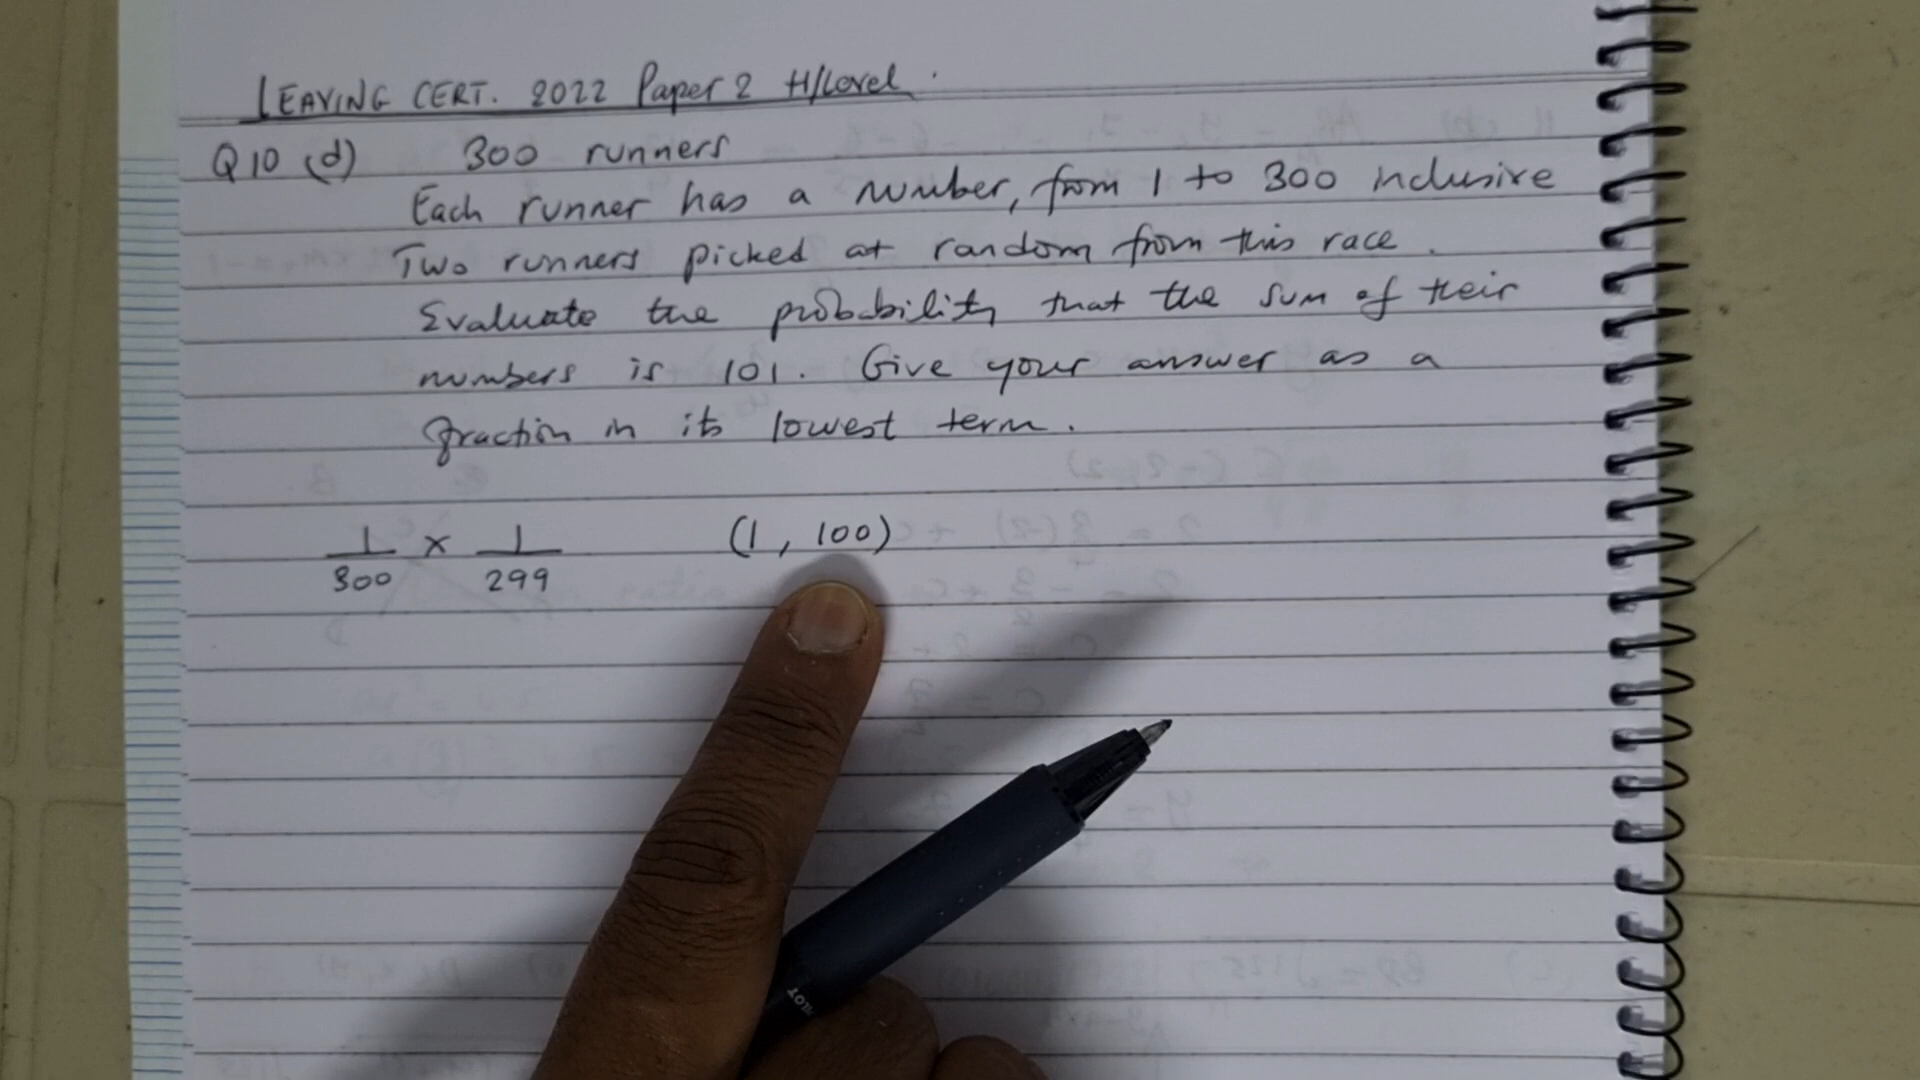 LEAVING CERT. 2022 Paper 2 H/Level.
Q10 (d) 300 runners
Each runner has a number, from 1 to 300 inclusive
Two runners picked at random from this race.
Evaluate the probability that the sum of their
numbers is 101. Give your answer as a
fraction in its lowest term.
1/300 × 1/299 (1, 100)
PILOT